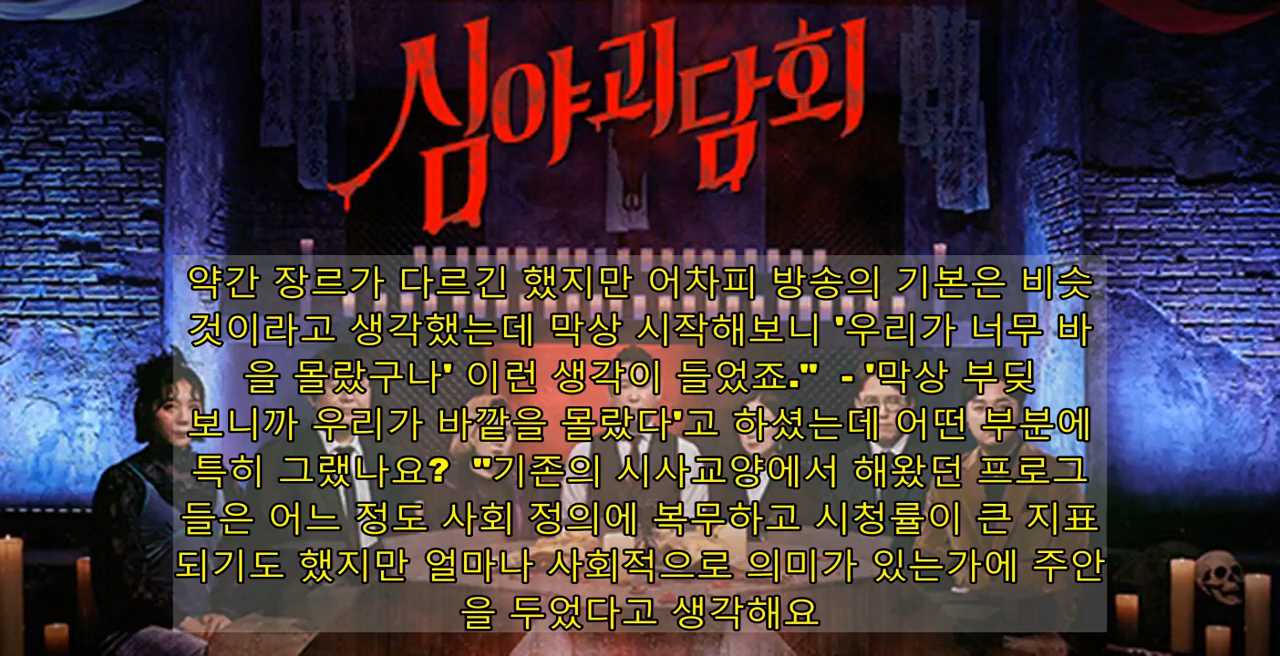 심야괴담회
약간 장르가 다르긴 했지만 어차피 방송의 기본은 비슷
것이라고 생각했는데 막상 시작해보니 '우리가 너무 바
을 몰랐구나' 이런 생각이 들었죠." - '막상 부딪
보니까 우리가 바깥을 몰랐다'고 하셨는데 어떤 부분에
특히 그랬나요? "기존의 시사교양에서 해왔던 프로그
들은 어느 정도 사회 정의에 복무하고 시청률이 큰 지표
되기도 했지만 얼마나 사회적으로 의미가 있는가에 주안
을 두었다고 생각해요